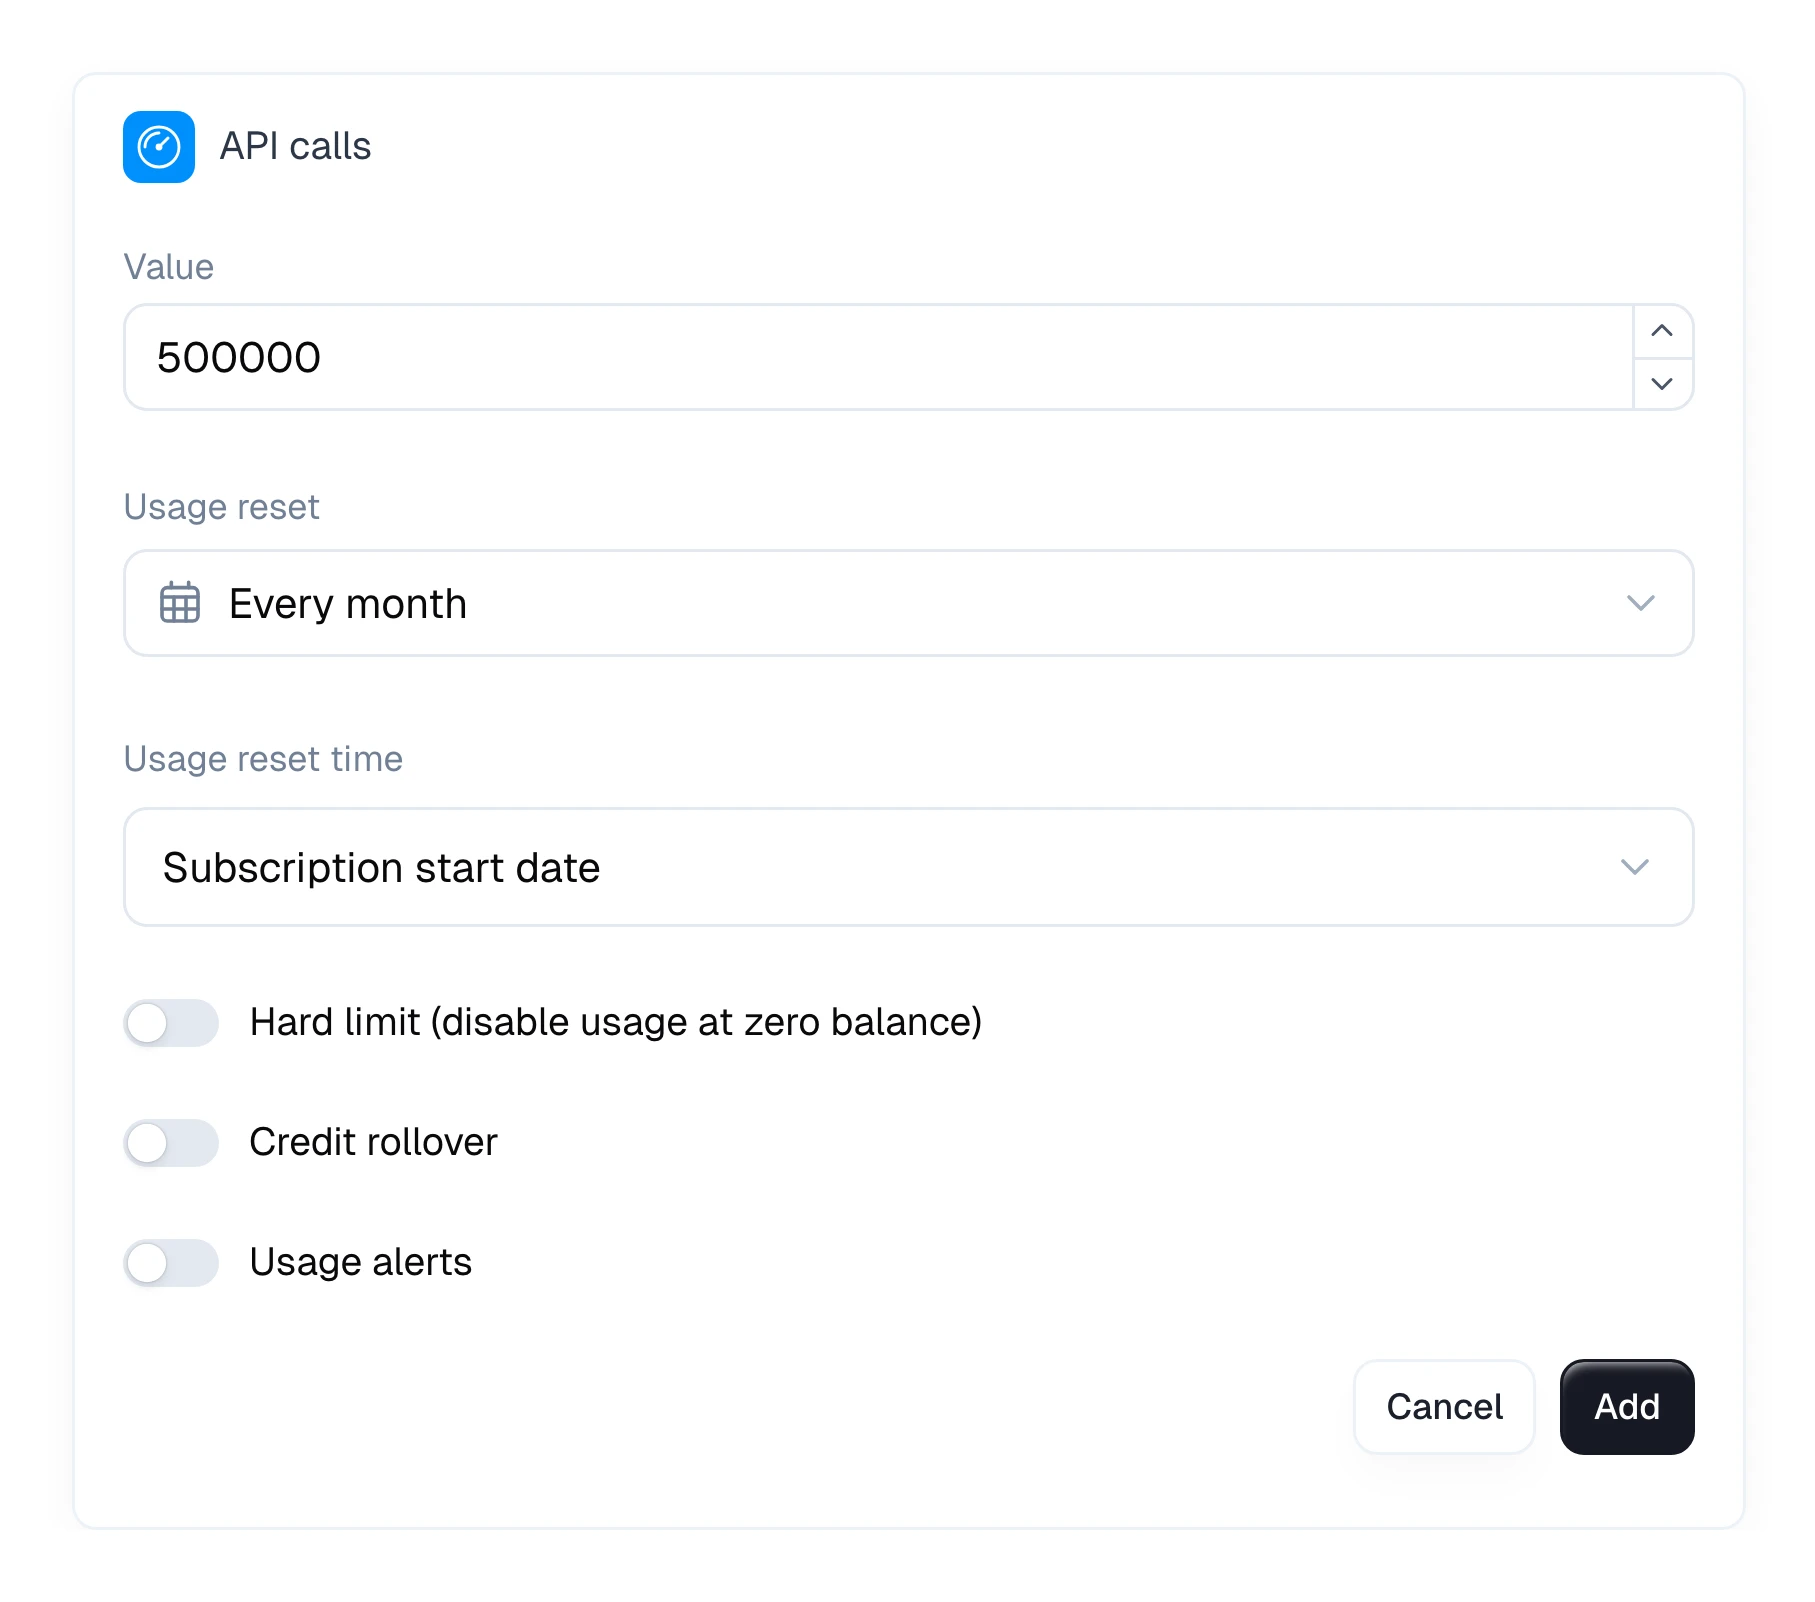 API calls
Value
500000
Usage reset
Every month
Usage reset time
Subscription start date
Hard limit (disable usage at zero balance)
Credit rollover
Usage alerts
Cancel
Add